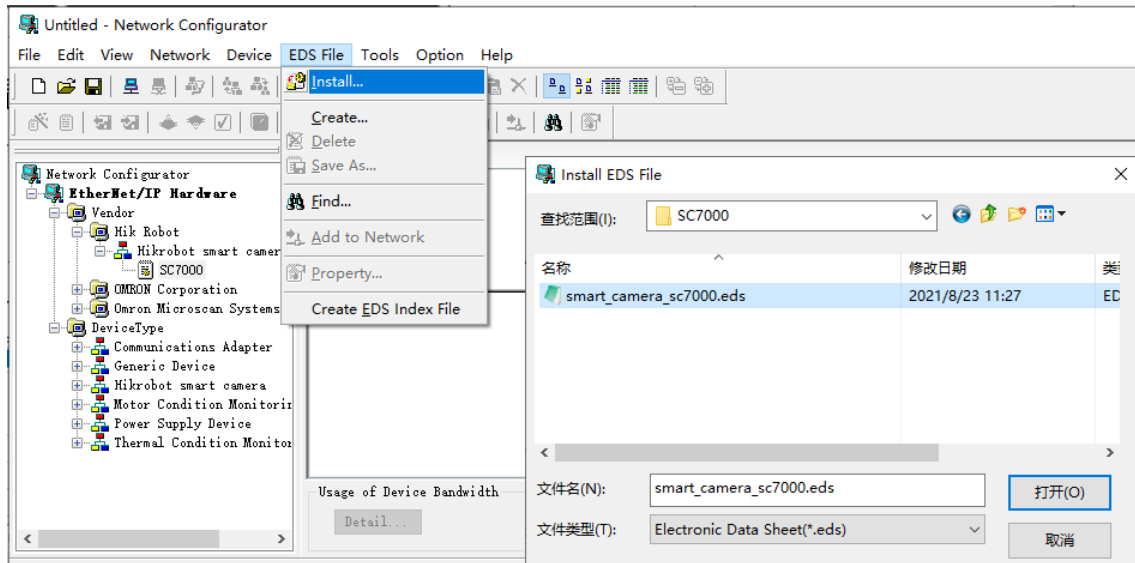 Untitled - Network Configurator
File Edit View Network Device EDS File Tools Option Help
Install...
Create...
Delete
Save As...
Find...
Add to Network
Property...
Create EDS Index File
Network Configurator
EtherNet/IP Hardware
Vendor
Hik Robot
Hikrobot smart camer
SC7000
OMRON Corporation
Omron Microscan Systems
DeviceType
Communications Adapter
Generic Device
Hikrobot smart camera
Motor Condition Monitorin
Power Supply Device
Thermal Condition Monitor
Usage of Device Bandwidth
Detail...
Install EDS File
查找范围(I): SC7000
名称 修改日期 类
smart_camera_sc7000.eds 2021/8/23 11:27 ED
文件名(N): smart_camera_sc7000.eds 打开(O)
文件类型(T): Electronic Data Sheet(*.eds) 取消